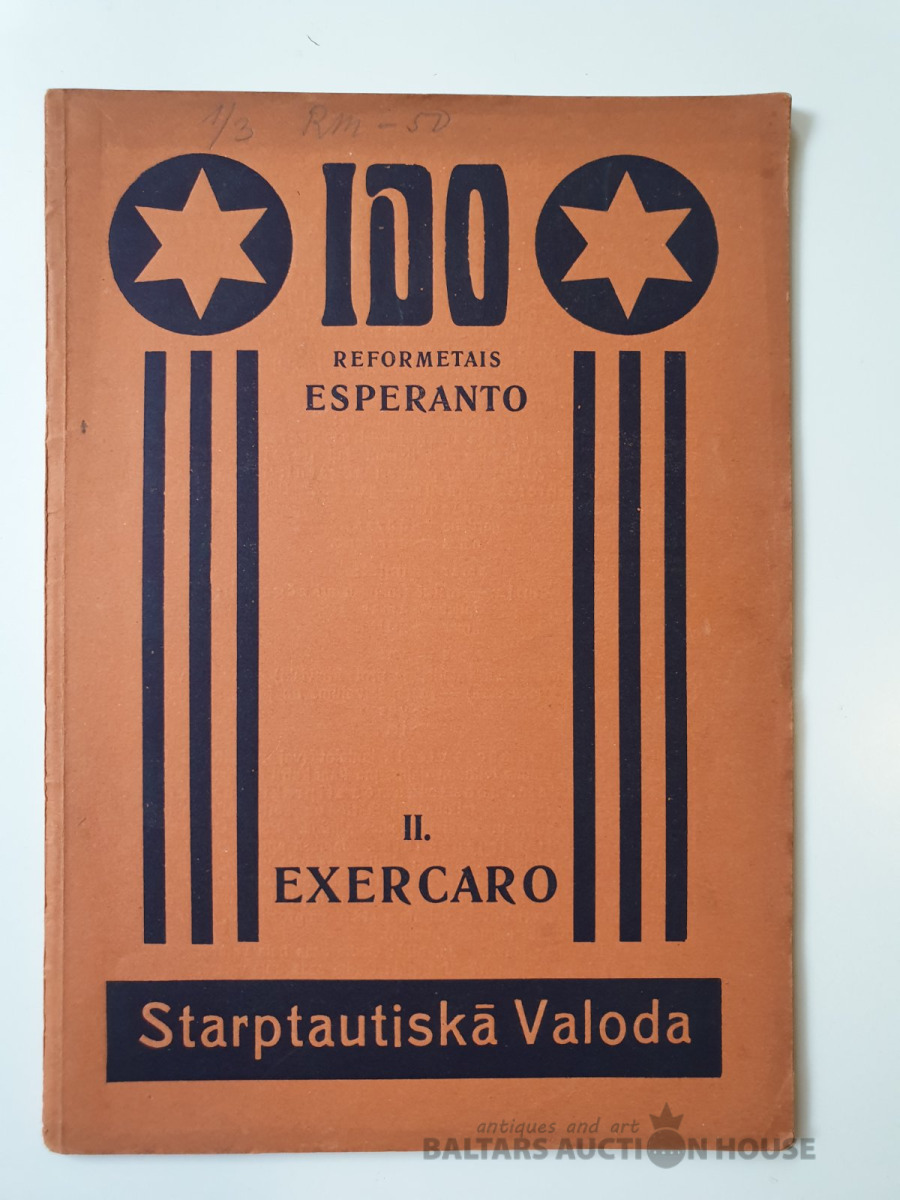 1/3 RM – 50
IDO
REFORMETAIS
ESPERANTO
II.
EXERCARO
Starptautiskā Valoda
antiques and art
BALTARS AUCTION HOUSE